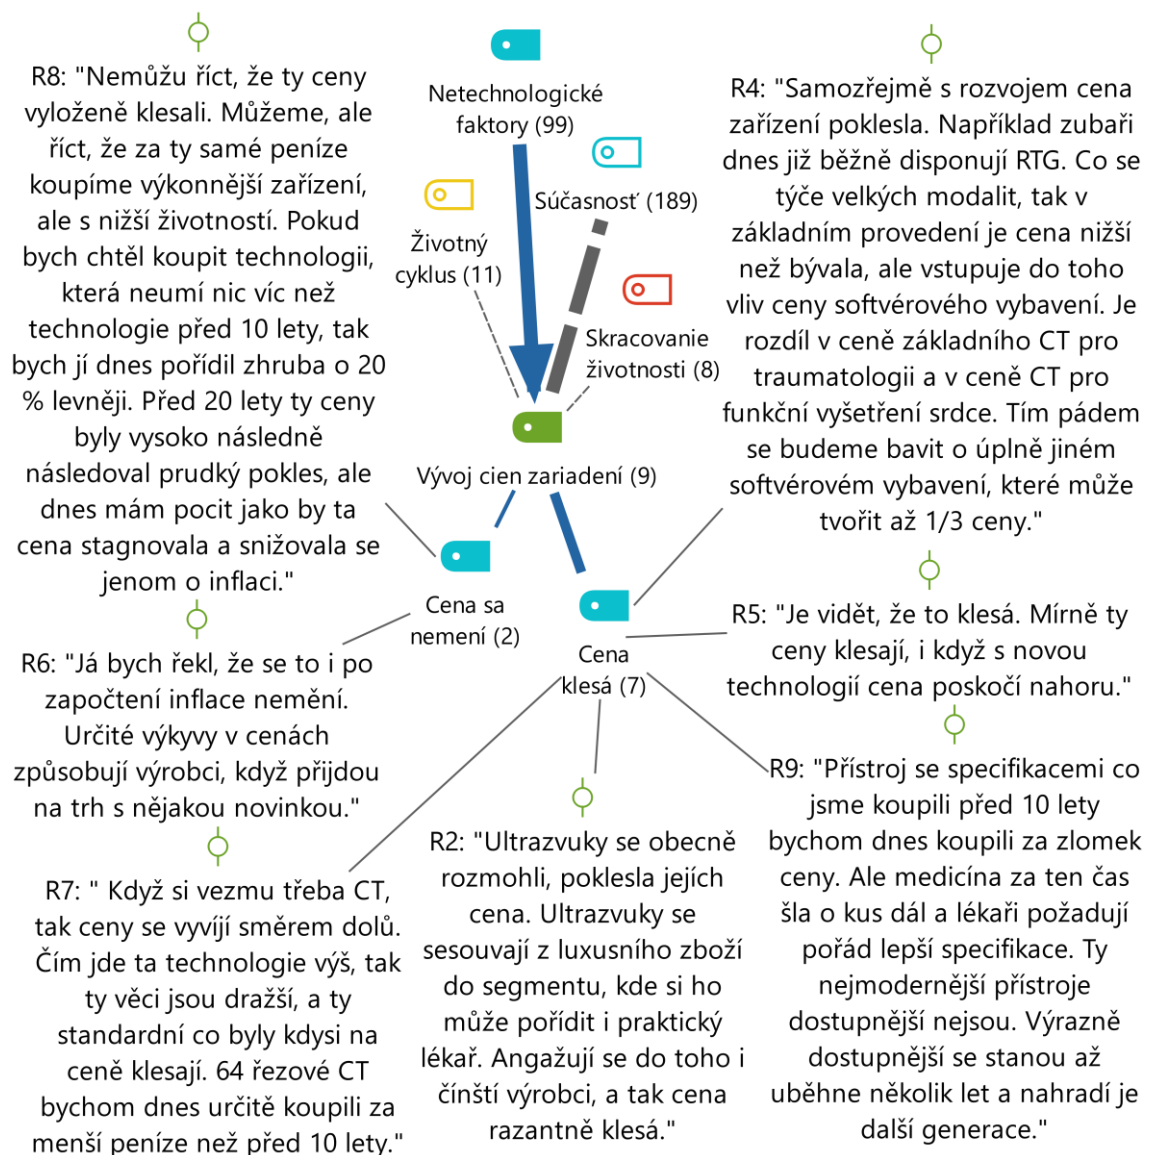 R8: "Nemůžu říct, že ty ceny
vyloženě klesali. Můžeme, ale
říct, že za ty samé peníze
koupíme výkonnější zařízení,
ale s nižší životností. Pokud
bych chtěl koupit technologii,
která neumí nic víc než
technologie před 10 lety, tak
bych jí dnes pořídil zhruba o 20
% levněji. Před 20 lety ty ceny
byly vysoko následně
následoval prudký pokles, ale
dnes mám pocit jako by ta
cena stagnovala a snižovala se
jenom o inflaci."
R6: "Já bych řekl, že se to i po
započtení inflace nemění.
Určité výkyvy v cenách
způsobují výrobci, když přijdou
na trh s nějakou novinkou."
R7: " Když si vezmu třeba CT,
tak ceny se vyvíjí směrem dolů.
Čím jde ta technologie výš, tak
ty věci jsou dražší, a ty
standardní co byly kdysi na
ceně klesají. 64 řezové CT
bychom dnes určitě koupili za
menší peníze než před 10 lety."
Netechnologické
faktory (99)
Súčasnosť (189)
Životný
cyklus (11)
Skracovanie
životnosti (8)
Vývoj cien zariadení (9)
Cena sa
nemení (2)
Cena
klesá (7)
R2: "Ultrazvuky se obecně
rozmohli, poklesla jejích
cena. Ultrazvuky se
sesouvají z luxusního zboží
do segmentu, kde si ho
může pořídit i praktický
lékař. Angažují se do toho i
čínští výrobci, a tak cena
razantně klesá."
R4: "Samozřejmě s rozvojem cena
zařízení poklesla. Například zubaři
dnes již běžně disponují RTG. Co se
týče velkých modalit, tak v
základním provedení je cena nižší
než bývala, ale vstupuje do toho
vliv ceny softvérového vybavení. Je
rozdíl v ceně základního CT pro
traumatologii a v ceně CT pro
funkční vyšetření srdce. Tím pádem
se budeme bavit o úplně jiném
softvérovém vybavení, které může
tvořit až 1/3 ceny."
R5: "Je vidět, že to klesá. Mírně ty
ceny klesají, i když s novou
technologií cena poskočí nahoru."
R9: "Přístroj se specifikacemi co
jsme koupili před 10 lety
bychom dnes koupili za zlomek
ceny. Ale medicína za ten čas
šla o kus dál a lékaři požadují
pořád lepší specifikace. Ty
nejmodernější přístroje
dostupnější nejsou. Výrazně
dostupnější se stanou až
uběhne několik let a nahradí je
další generace."